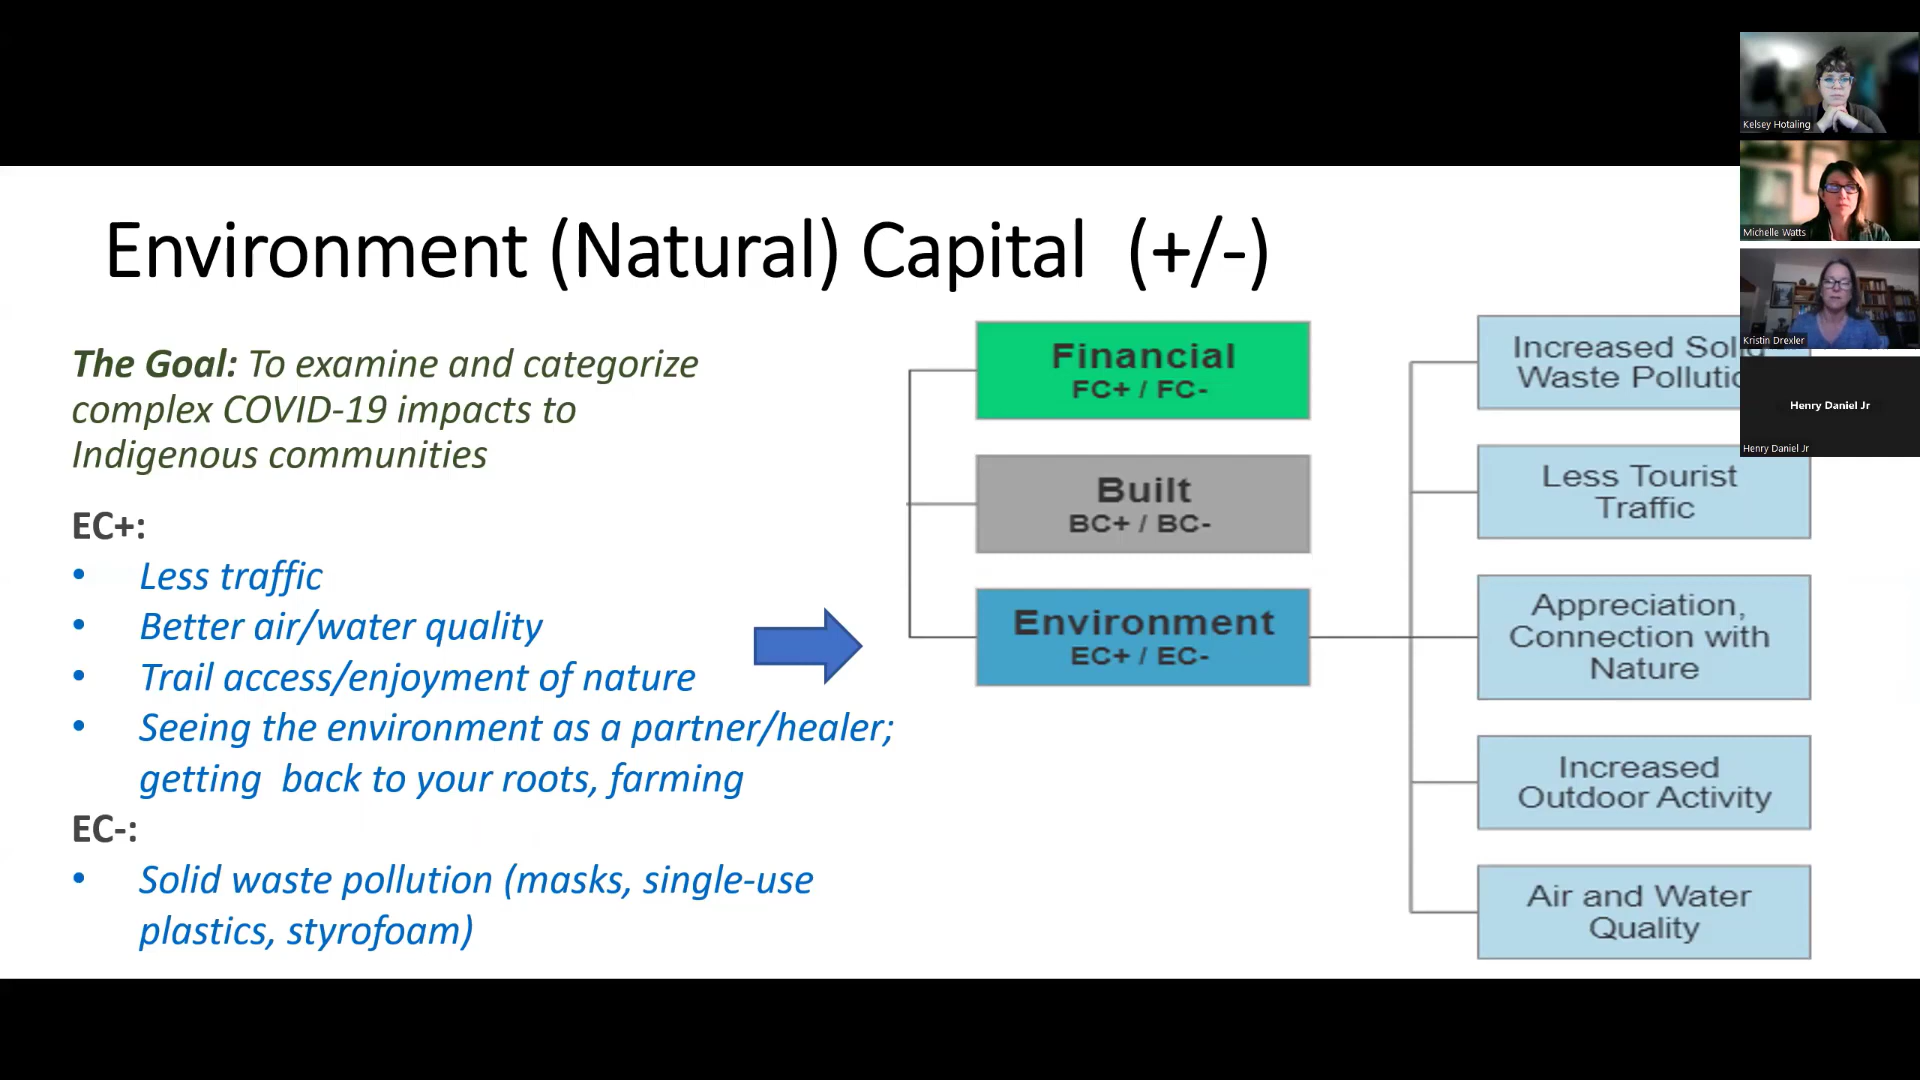 Environment (Natural) Capital (+/-)
The Goal: To examine and categorize
complex COVID-19 impacts to
Indigenous communities
EC+:
• Less traffic
• Better air/water quality
• Trail access/enjoyment of nature
• Seeing the environment as a partner/healer;
getting back to your roots, farming
EC-:
• Solid waste pollution (masks, single-use
plastics, styrofoam)
Financial
FC+ / FC-
Built
BC+ / BC-
Environment
EC+ / EC-
Increased Solid
Waste Pollutio
Less Tourist
Traffic
Appreciation,
Connection with
Nature
Increased
Outdoor Activity
Air and Water
Quality
Kelsey Hotaling
Michelle Watts
Kristin Drexler
Henry Daniel Jr
Henry Daniel Jr